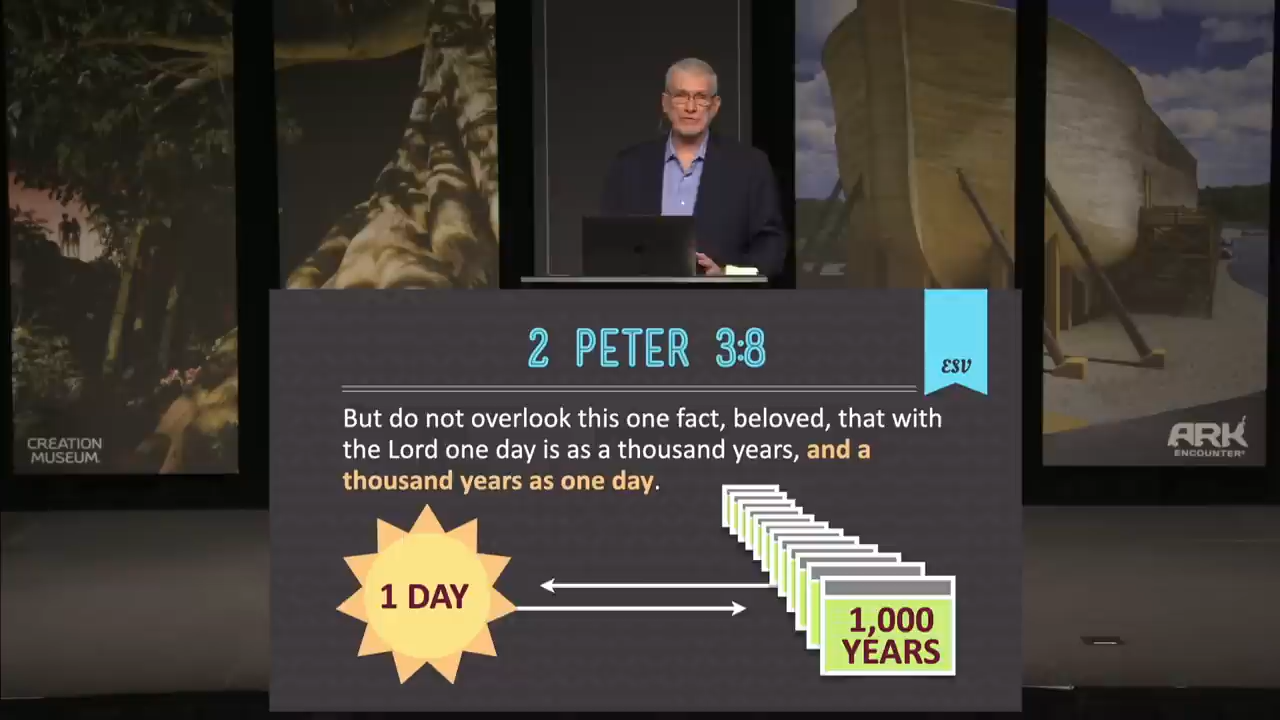 2 PETER 3:8
ESV
But do not overlook this one fact, beloved, that with
the Lord one day is as a thousand years, and a
thousand years as one day.
1 DAY
1,000
YEARS
CREATION
MUSEUM
ARK
ENCOUNTER